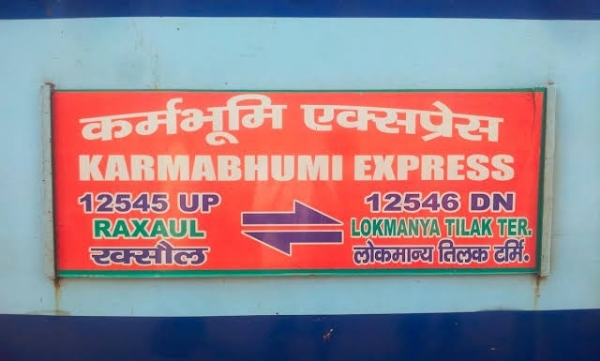 कर्मभूमि एक्सप्रेस
KARMABHUMI EXPRESS
12545 UP 12546 DN
RAXAUL LOKMANYA TILAK TER.
रक्सौल लोकमान्य तिलक टर्मि.